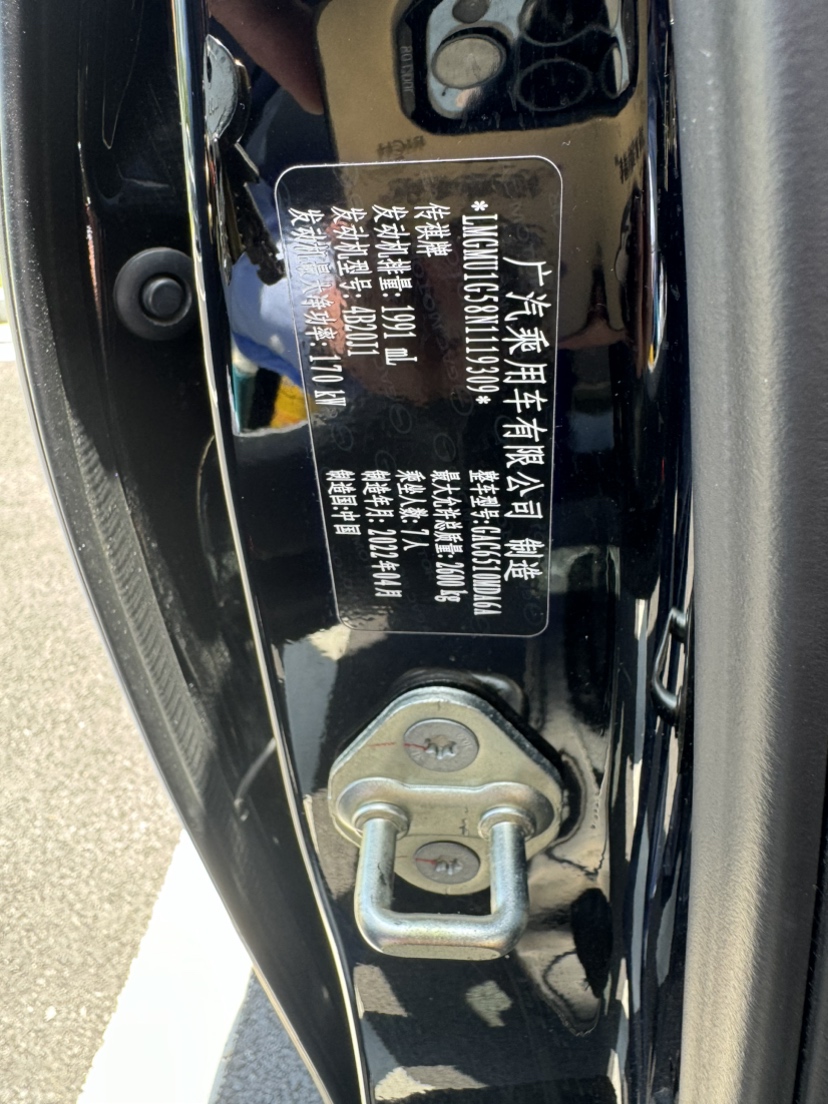 广汽乘用车有限公司 制造
*LMGNU1G58N1119309*
传祺牌
发动机排量: 1991 mL
发动机型号: 4B20J1
发动机最大净功率: 170 kW
整车型号: GAC6510MDA6A
最大允许总质量: 2600 kg
乘坐人数: 7人
制造年月: 2022年04月
制造国: 中国